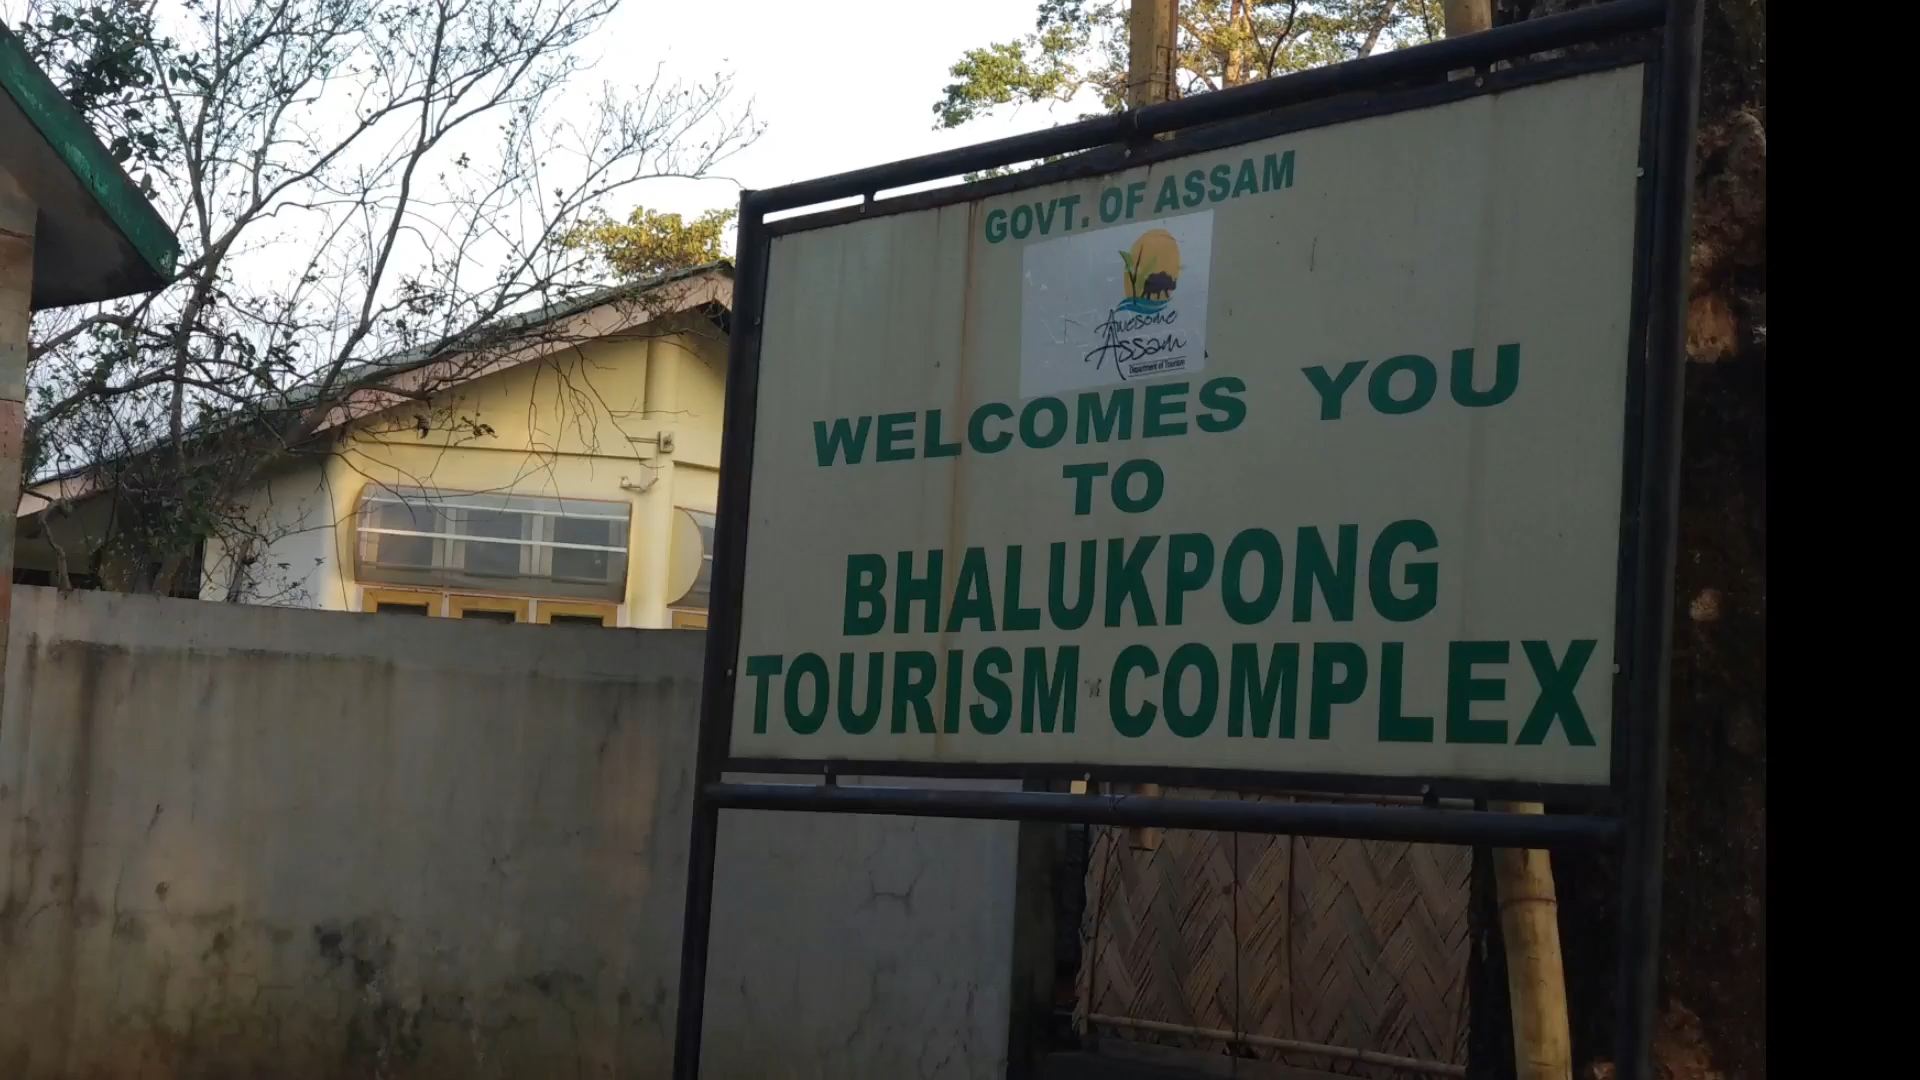 GOVT. OF ASSAM
Awesome
Assam
Department of Tourism
WELCOMES YOU
TO
BHALUKPONG
TOURISM COMPLEX